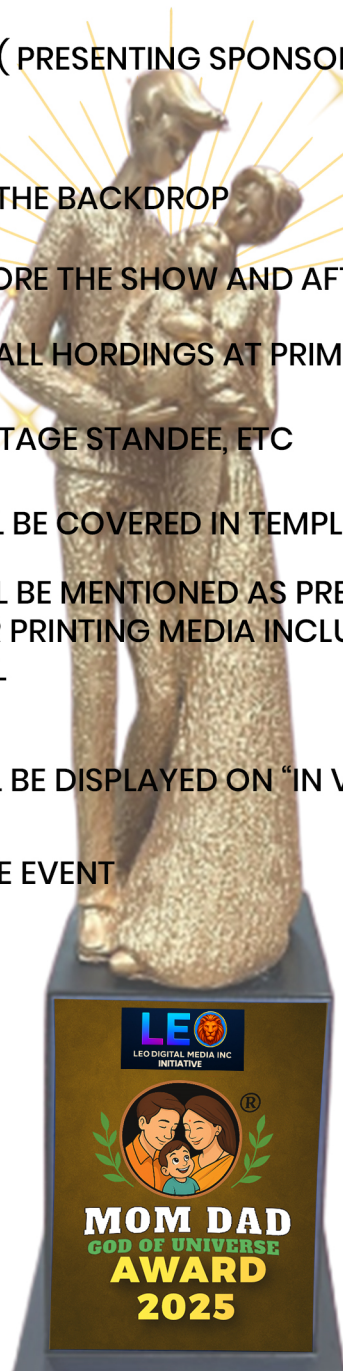 ( PRESENTING SPONSOR
THE BACKDROP
ORE THE SHOW AND AFT
ALL HORDINGS AT PRIM
TAGE STANDEE, ETC
L BE COVERED IN TEMPL
L BE MENTIONED AS PRE
R PRINTING MEDIA INCLU
L BE DISPLAYED ON “IN V
E EVENT
LEO
LEO DIGITAL MEDIA INC
INITIATIVE
®
MOM DAD
GOD OF UNIVERSE
AWARD
2025